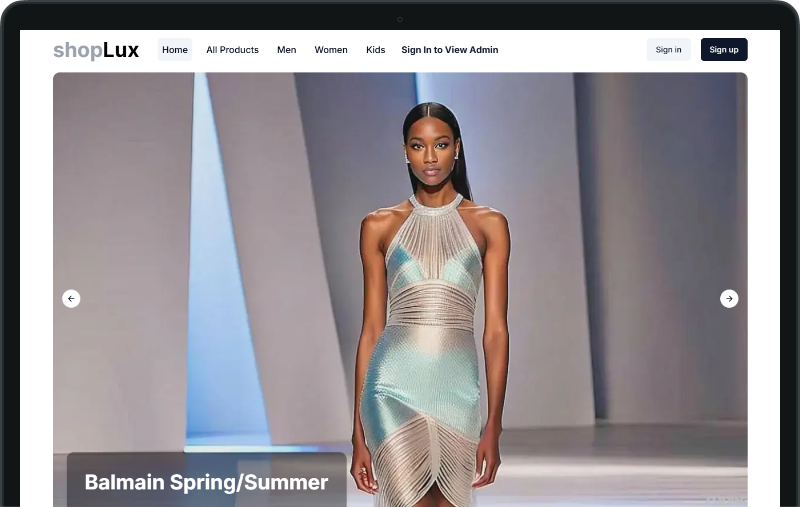 shopLux
Home
All Products
Men
Women
Kids
Sign In to View Admin
Sign in
Sign up
Balmain Spring/Summer